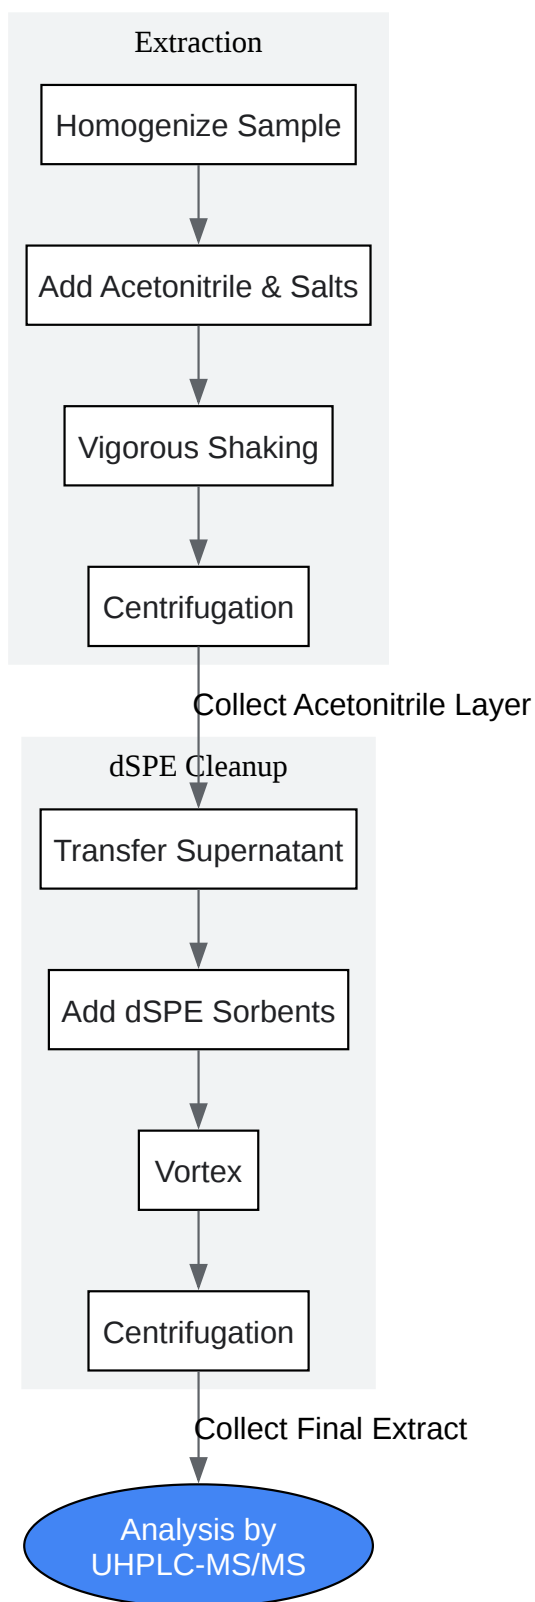 Extraction
Homogenize Sample
Add Acetonitrile & Salts
Vigorous Shaking
Centrifugation
Collect Acetonitrile Layer
dSPE Cleanup
Transfer Supernatant
Add dSPE Sorbents
Vortex
Centrifugation
Collect Final Extract
Analysis by
UHPLC-MS/MS